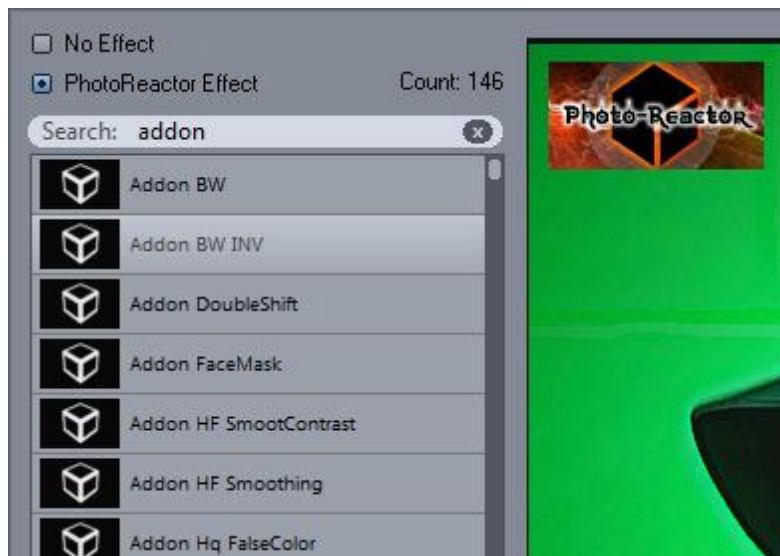 No Effect
PhotoReactor Effect Count: 146
Search: addon x
Photo-Reactor
Addon BW
Addon BW INV
Addon DoubleShift
Addon FaceMask
Addon HF SmootContrast
Addon HF Smoothing
Addon Hq FalseColor